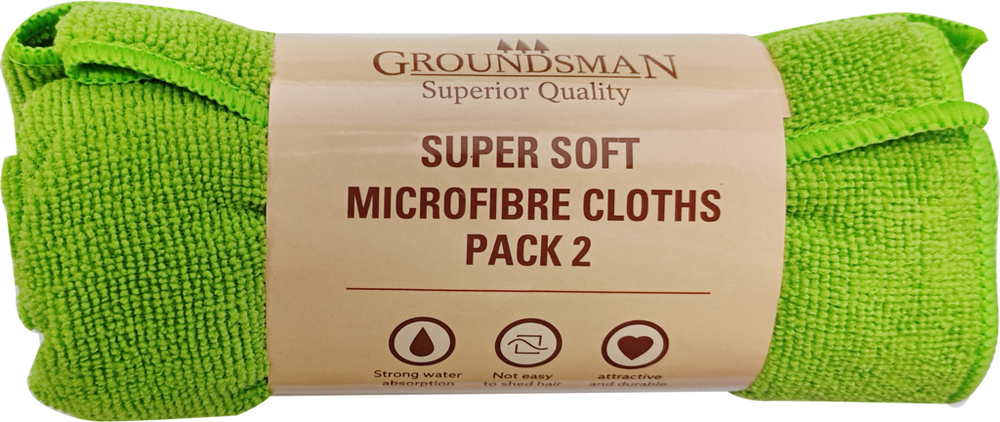 GROUNDSMAN
Superior Quality
SUPER SOFT
MICROFIBRE CLOTHS
PACK 2
Strong water
absorption
Not easy
to shed hair
attractive
and durable